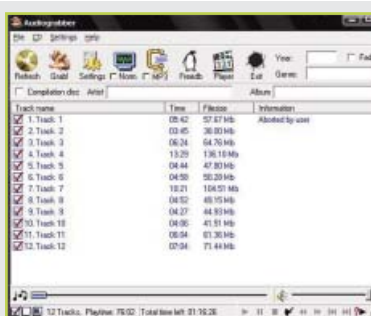 Audiograbber
File CD Settings Help
Refresh Grab! Settings Norm. MP3 Freedb Player Exit Year: Genre:
Compilation disc Artist Album
Track name Time Filesize Information
1. Track 1 05:42 57.67 Mb Aborted by user
2. Track 2 03:45 38.00 Mb
3. Track 3 06:24 64.76 Mb
4. Track 4 13:29 136.10 Mb
5. Track 5 04:44 47.80 Mb
6. Track 6 04:58 50.20 Mb
7. Track 7 10:21 104.51 Mb
8. Track 8 04:52 49.15 Mb
9. Track 9 04:27 44.93 Mb
10. Track 10 04:06 41.51 Mb
11. Track 11 06:04 61.36 Mb
12. Track 12 07:04 71.44 Mb
12 Tracks. Playtime: 76:02 Total time left: 01:16:26